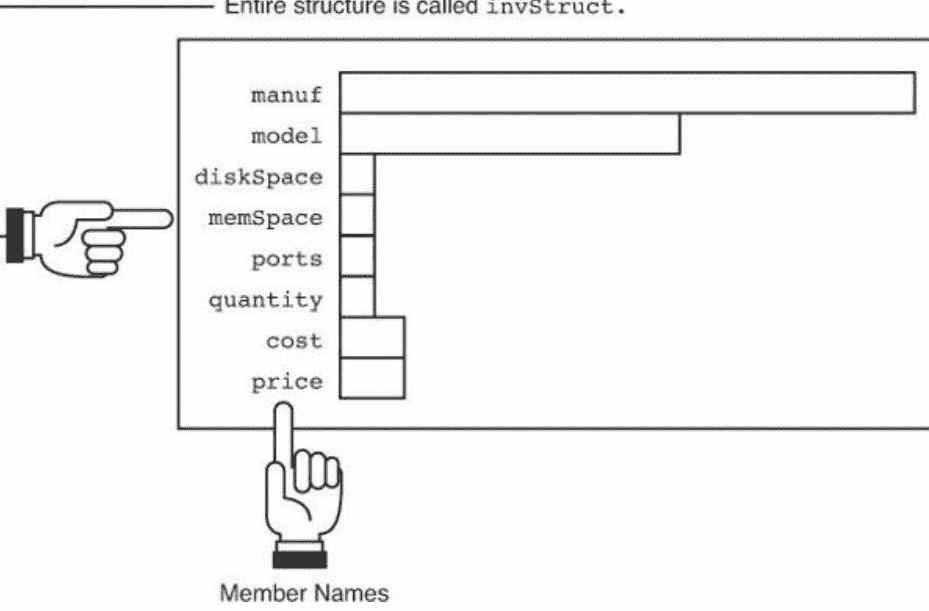 Entire structure is called invStruct.
manuf
model
diskSpace
memSpace
ports
quantity
cost
price
Member Names